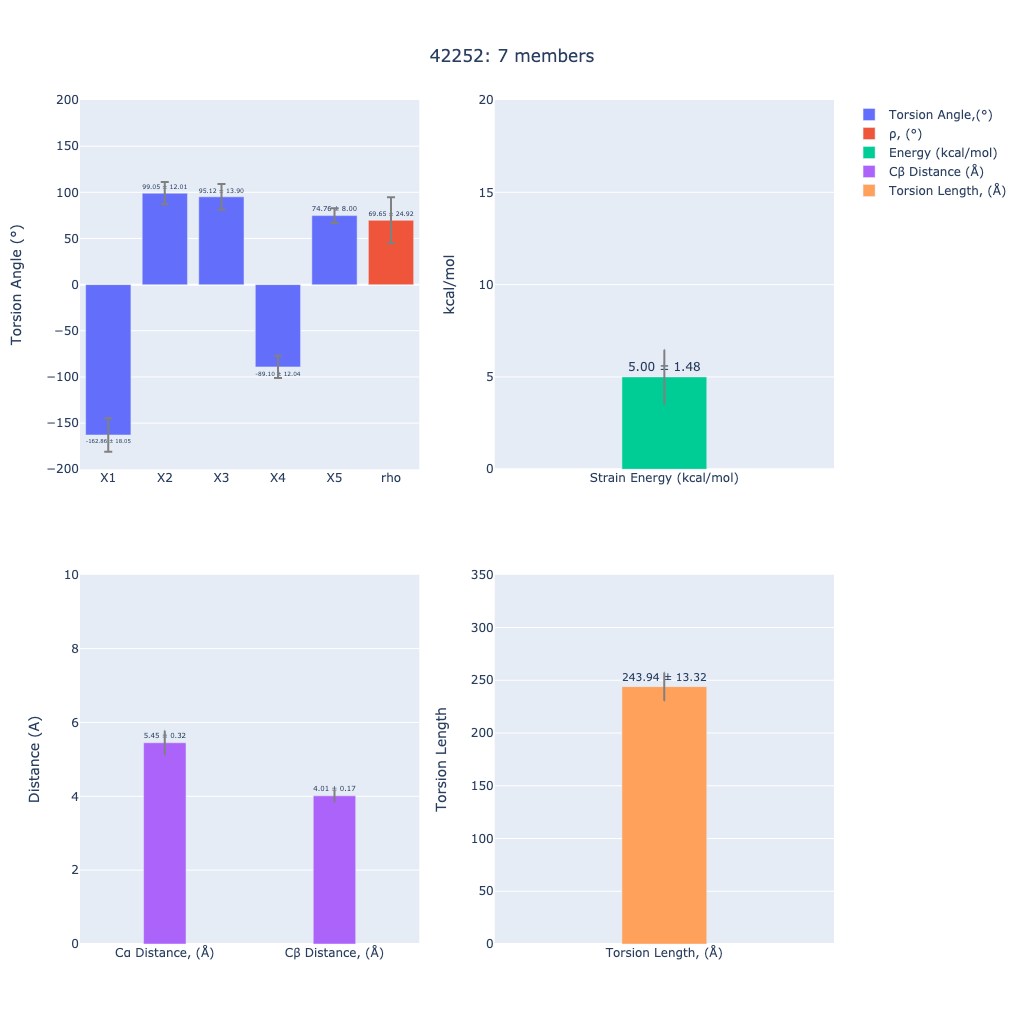 42252: 7 members
Torsion Angle (°)
200
150
100
50
0
−50
−100
−150
−200
-162.86 ± 18.05
99.05 ± 12.01
95.12 ± 13.90
-89.10 ± 12.04
74.76 ± 8.00
69.65 ± 24.92
X1 X2 X3 X4 X5 rho
kcal/mol
20
15
10
5
0
5.00 ± 1.48
Strain Energy (kcal/mol)
Torsion Angle,(°)
ρ, (°)
Energy (kcal/mol)
Cβ Distance (Å)
Torsion Length, (Å)
Distance (A)
10
8
6
4
2
0
5.45 ± 0.32
4.01 ± 0.17
Cα Distance, (Å) Cβ Distance, (Å)
Torsion Length
350
300
250
200
150
100
50
0
243.94 ± 13.32
Torsion Length, (Å)